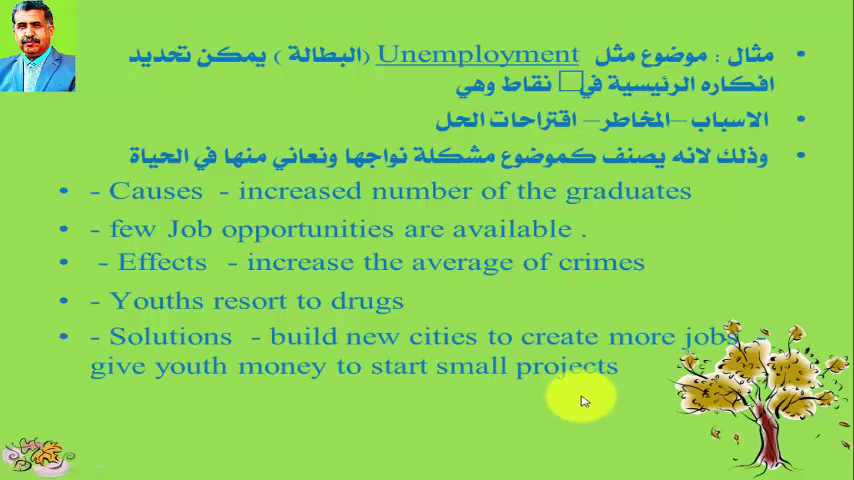 • مثال : موضوع مثل Unemployment (البطالة ) يمكن تحديد
افكاره الرئيسية في□ نقاط وهي
• الاسباب –المخاطر– اقتراحات الحل
• وذلك لانه يصنف كموضوع مشكلة نواجها ونعاني منها في الحياة
• - Causes - increased number of the graduates
• - few Job opportunities are available .
• - Effects - increase the average of crimes
• - Youths resort to drugs
• - Solutions - build new cities to create more jobs -
give youth money to start small projects